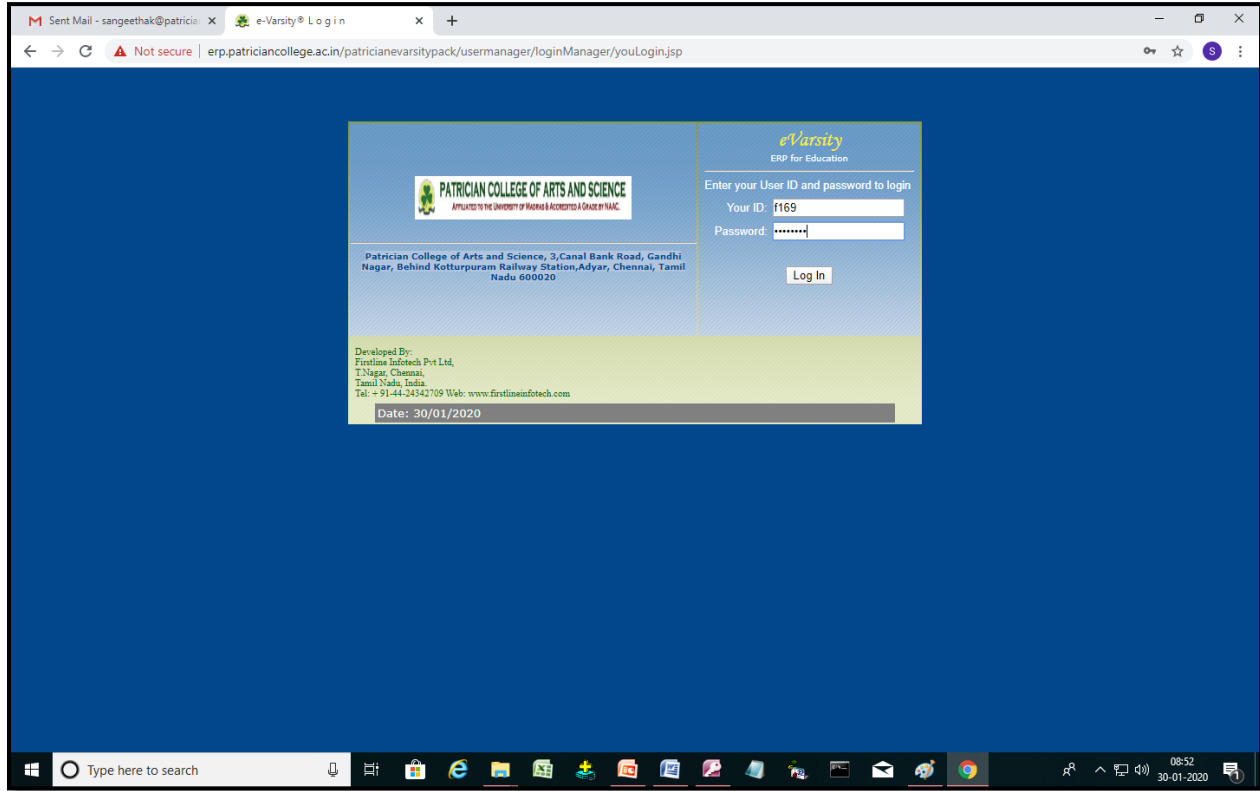 Sent Mail - sangeethak@patricia
e-Varsity® L o g i n
Not secure
erp.patriciancollege.ac.in/patricianevarsitypack/usermanager/loginManager/youLogin.jsp
S
eVarsity
ERP for Education
Enter your User ID and password to login
PATRICIAN COLLEGE OF ARTS AND SCIENCE
AFFILIATED TO THE UNIVERSITY OF MADRAS & ACCREDITED A GRADE BY NAAC.
Your ID: f169
Password: ••••••••
Log In
Patrician College of Arts and Science, 3,Canal Bank Road, Gandhi
Nagar, Behind Kotturpuram Railway Station,Adyar, Chennai, Tamil
Nadu 600020
Developed By:
Firstline Infotech Pvt Ltd,
T.Nagar, Chennai,
Tamil Nadu, India.
Tel: + 91-44-24342709 Web: www.firstlineinfotech.com
Date: 30/01/2020
Type here to search
08:52
30-01-2020
1